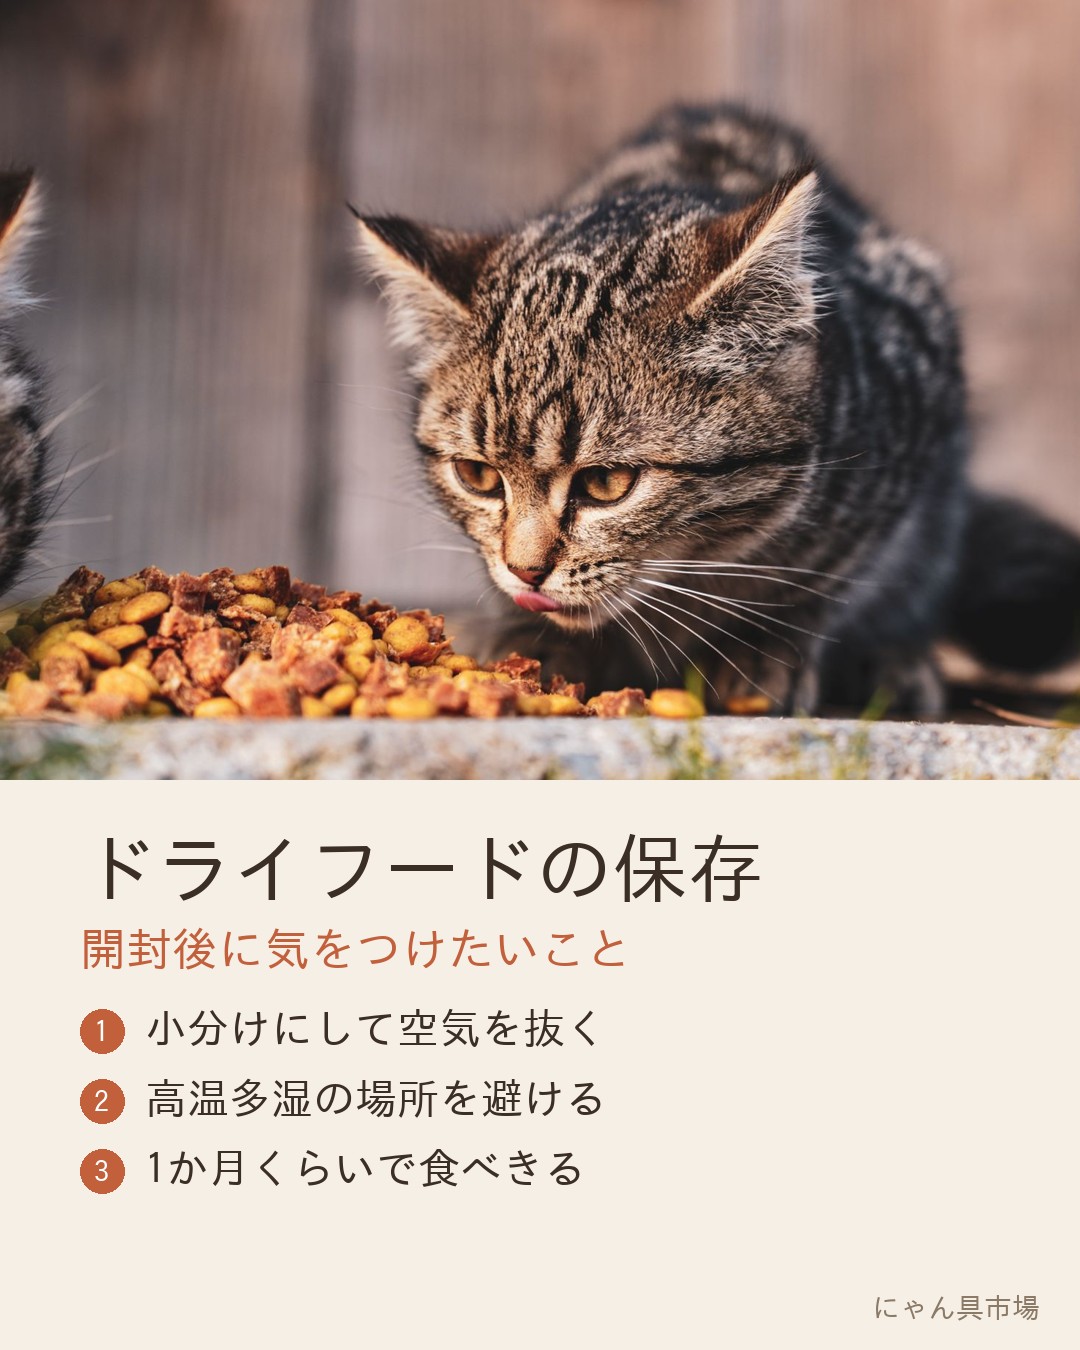 ドライフードの保存
開封後に気をつけたいこと
1 小分けにして空気を抜く
2 高温多湿の場所を避ける
3 1か月くらいで食べきる
にゃん具市場